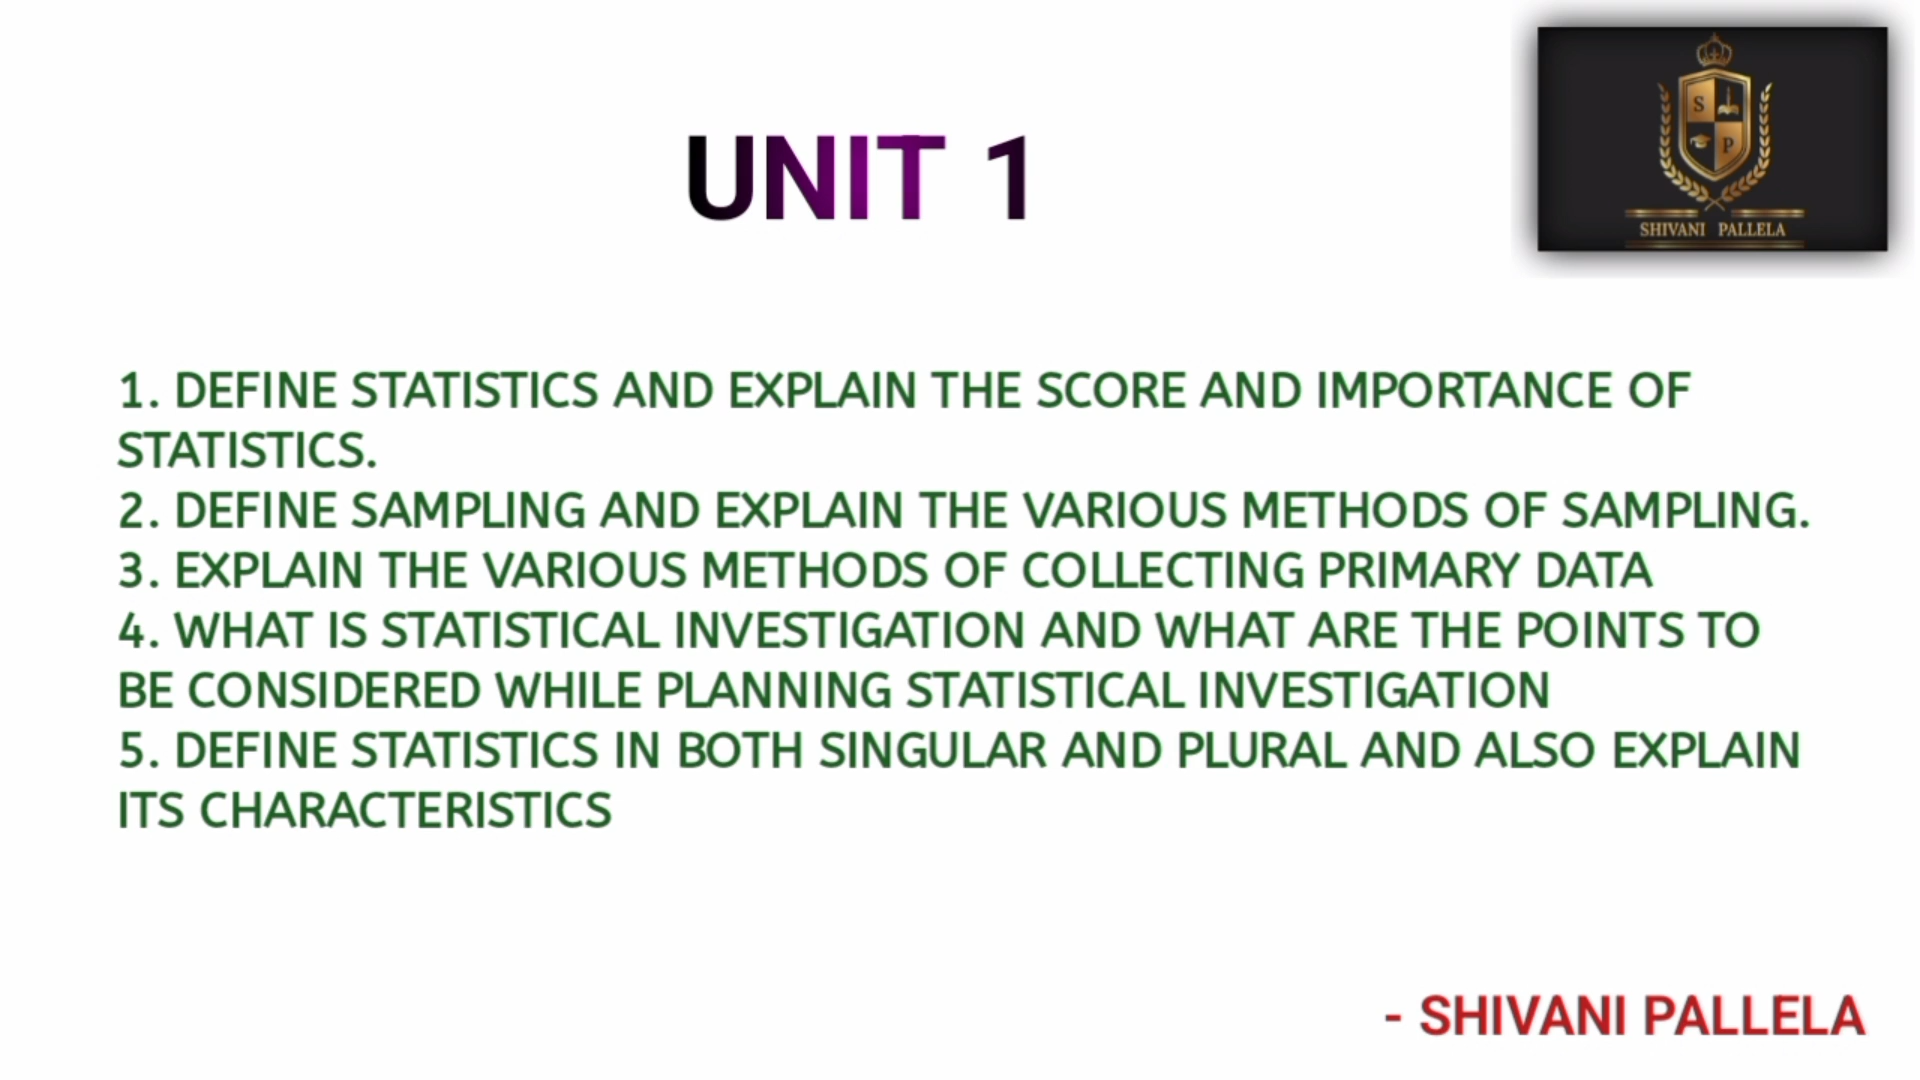 S
P
SHIVANI PALLELA
UNIT 1
1. DEFINE STATISTICS AND EXPLAIN THE SCORE AND IMPORTANCE OF
STATISTICS.
2. DEFINE SAMPLING AND EXPLAIN THE VARIOUS METHODS OF SAMPLING.
3. EXPLAIN THE VARIOUS METHODS OF COLLECTING PRIMARY DATA
4. WHAT IS STATISTICAL INVESTIGATION AND WHAT ARE THE POINTS TO
BE CONSIDERED WHILE PLANNING STATISTICAL INVESTIGATION
5. DEFINE STATISTICS IN BOTH SINGULAR AND PLURAL AND ALSO EXPLAIN
ITS CHARACTERISTICS
- SHIVANI PALLELA